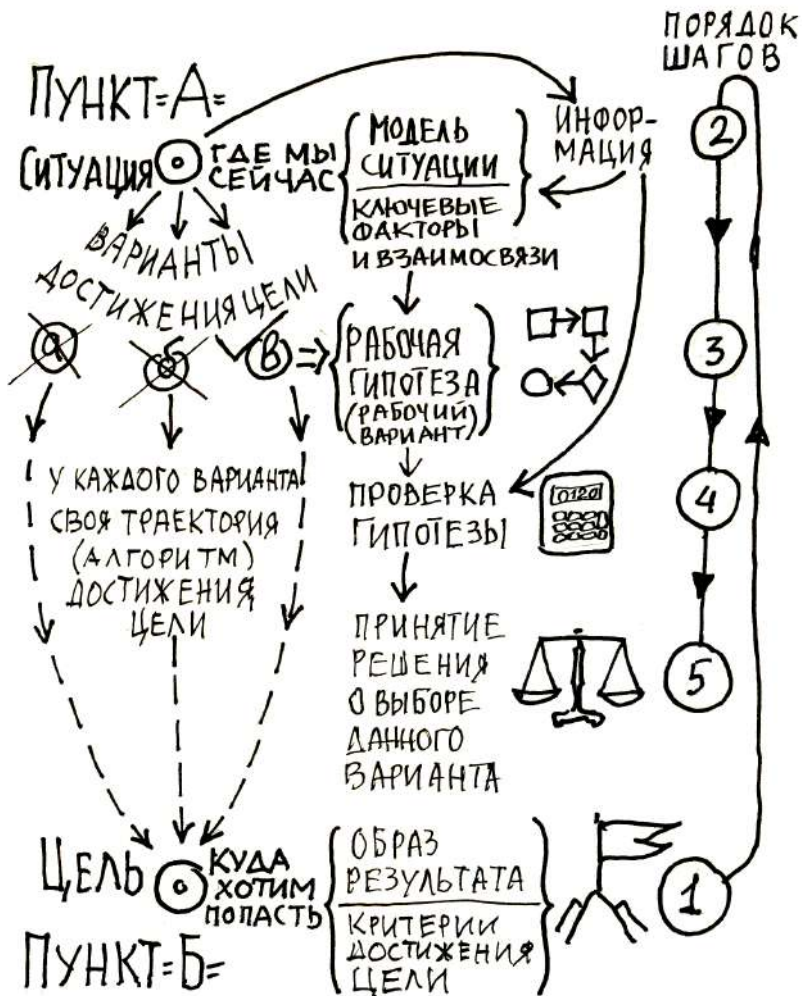 ПОРЯДОК
ШАГОВ
ПУНКТ=А=
СИТУАЦИЯ
ГДЕ МЫ
СЕЙЧАС
МОДЕЛЬ
СИТУАЦИИ
КЛЮЧЕВЫЕ
ФАКТОРЫ
И ВЗАИМОСВЯЗИ
ИНФОР-
МАЦИЯ
2
ВАРИАНТЫ
ДОСТИЖЕНИЯ ЦЕЛИ
а
б
в
РАБОЧАЯ
ГИПОТЕЗА
(РАБОЧИЙ
ВАРИАНТ)
3
У КАЖДОГО ВАРИАНТА
СВОЯ ТРАЕКТОРИЯ
(АЛГОРИТМ)
ДОСТИЖЕНИЯ
ЦЕЛИ
ПРОВЕРКА
ГИПОТЕЗЫ
0120
4
ПРИНЯТИЕ
РЕШЕНИЯ
О ВЫБОРЕ
ДАННОГО
ВАРИАНТА
5
ЦЕЛЬ
КУДА
ХОТИМ
ПОПАСТЬ
ОБРАЗ
РЕЗУЛЬТАТА
КРИТЕРИИ
ДОСТИЖЕНИЯ
ЦЕЛИ
1
ПУНКТ=Б=